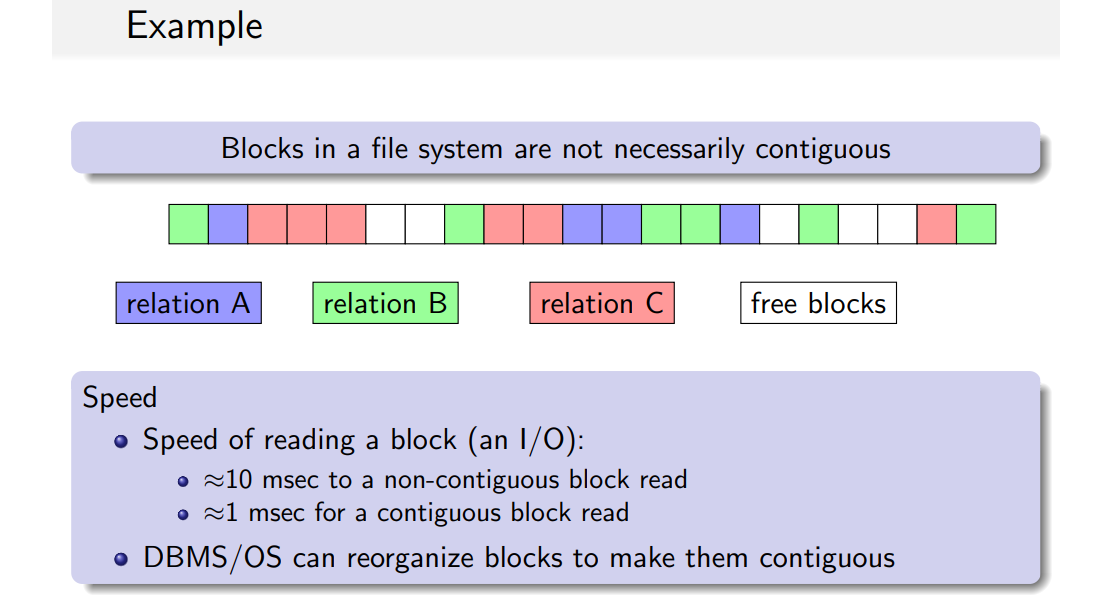 Example
Blocks in a file system are not necessarily contiguous
relation A
relation B
relation C
free blocks
Speed
Speed of reading a block (an I/O):
≈10 msec to a non-contiguous block read
≈1 msec for a contiguous block read
DBMS/OS can reorganize blocks to make them contiguous